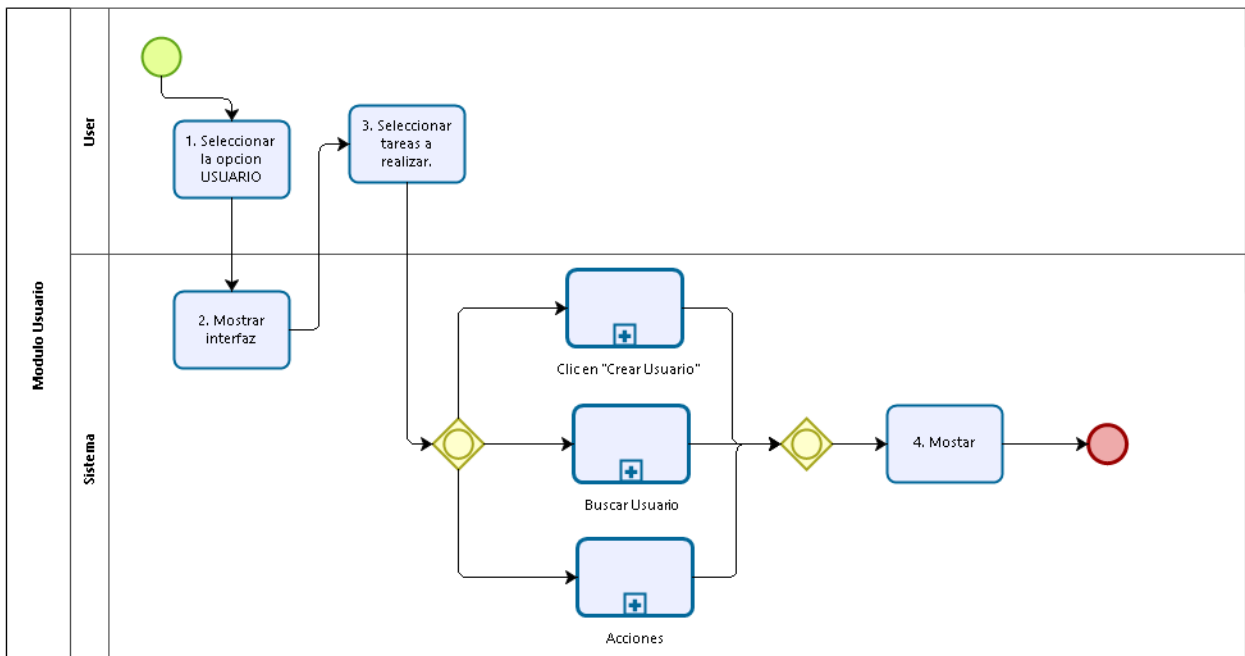 Modulo Usuario
User
1. Seleccionar
la opcion
USUARIO
3. Seleccionar
tareas a
realizar.
Sistema
2. Mostrar
interfaz
Clic en "Crear Usuario"
Buscar Usuario
Acciones
4. Mostar